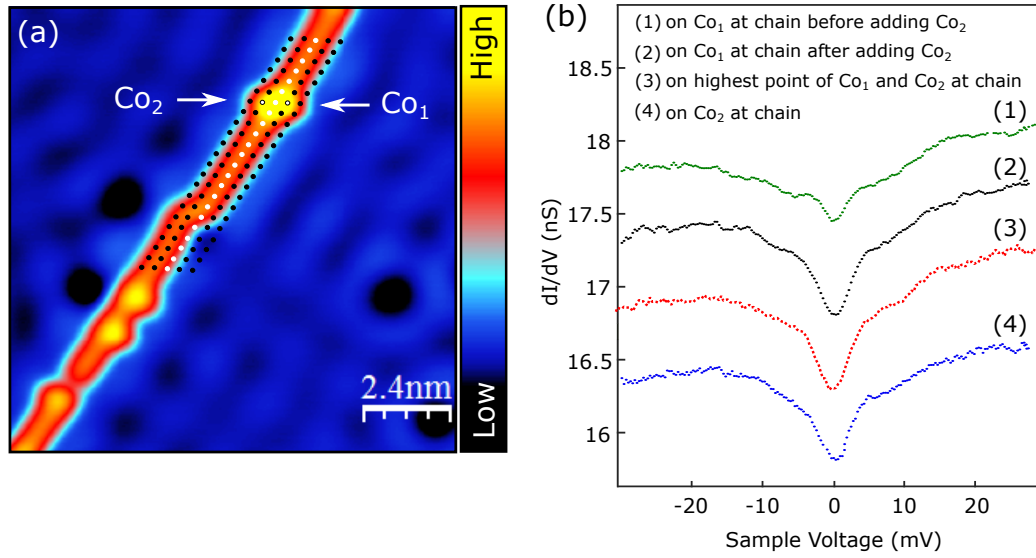 (a)
Co₂
Co₁
2.4nm
High
Low
(b)
(1) on Co₁ at chain before adding Co₂
(2) on Co₁ at chain after adding Co₂
(3) on highest point of Co₁ and Co₂ at chain
(4) on Co₂ at chain
18.5
18
17.5
17
16.5
16
dI/dV (nS)
(1)
(2)
(3)
(4)
-20
-10
0
10
20
Sample Voltage (mV)